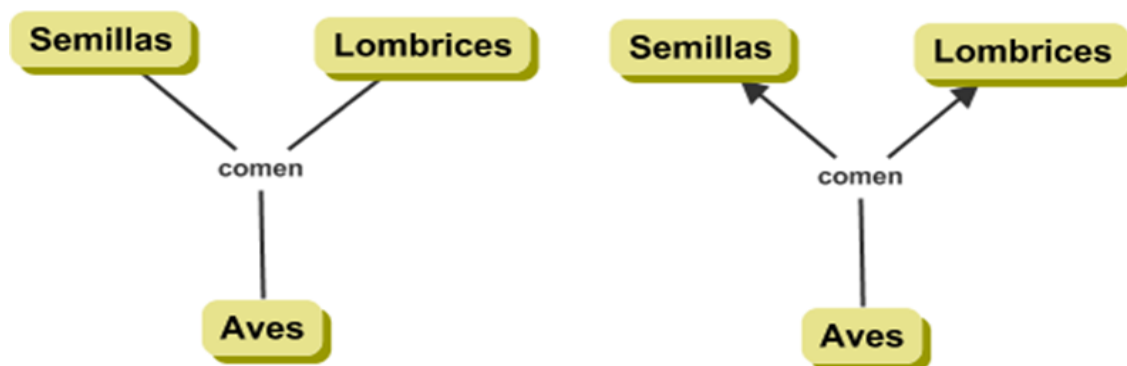 Semillas
Lombrices
comen
Aves
Semillas
Lombrices
comen
Aves